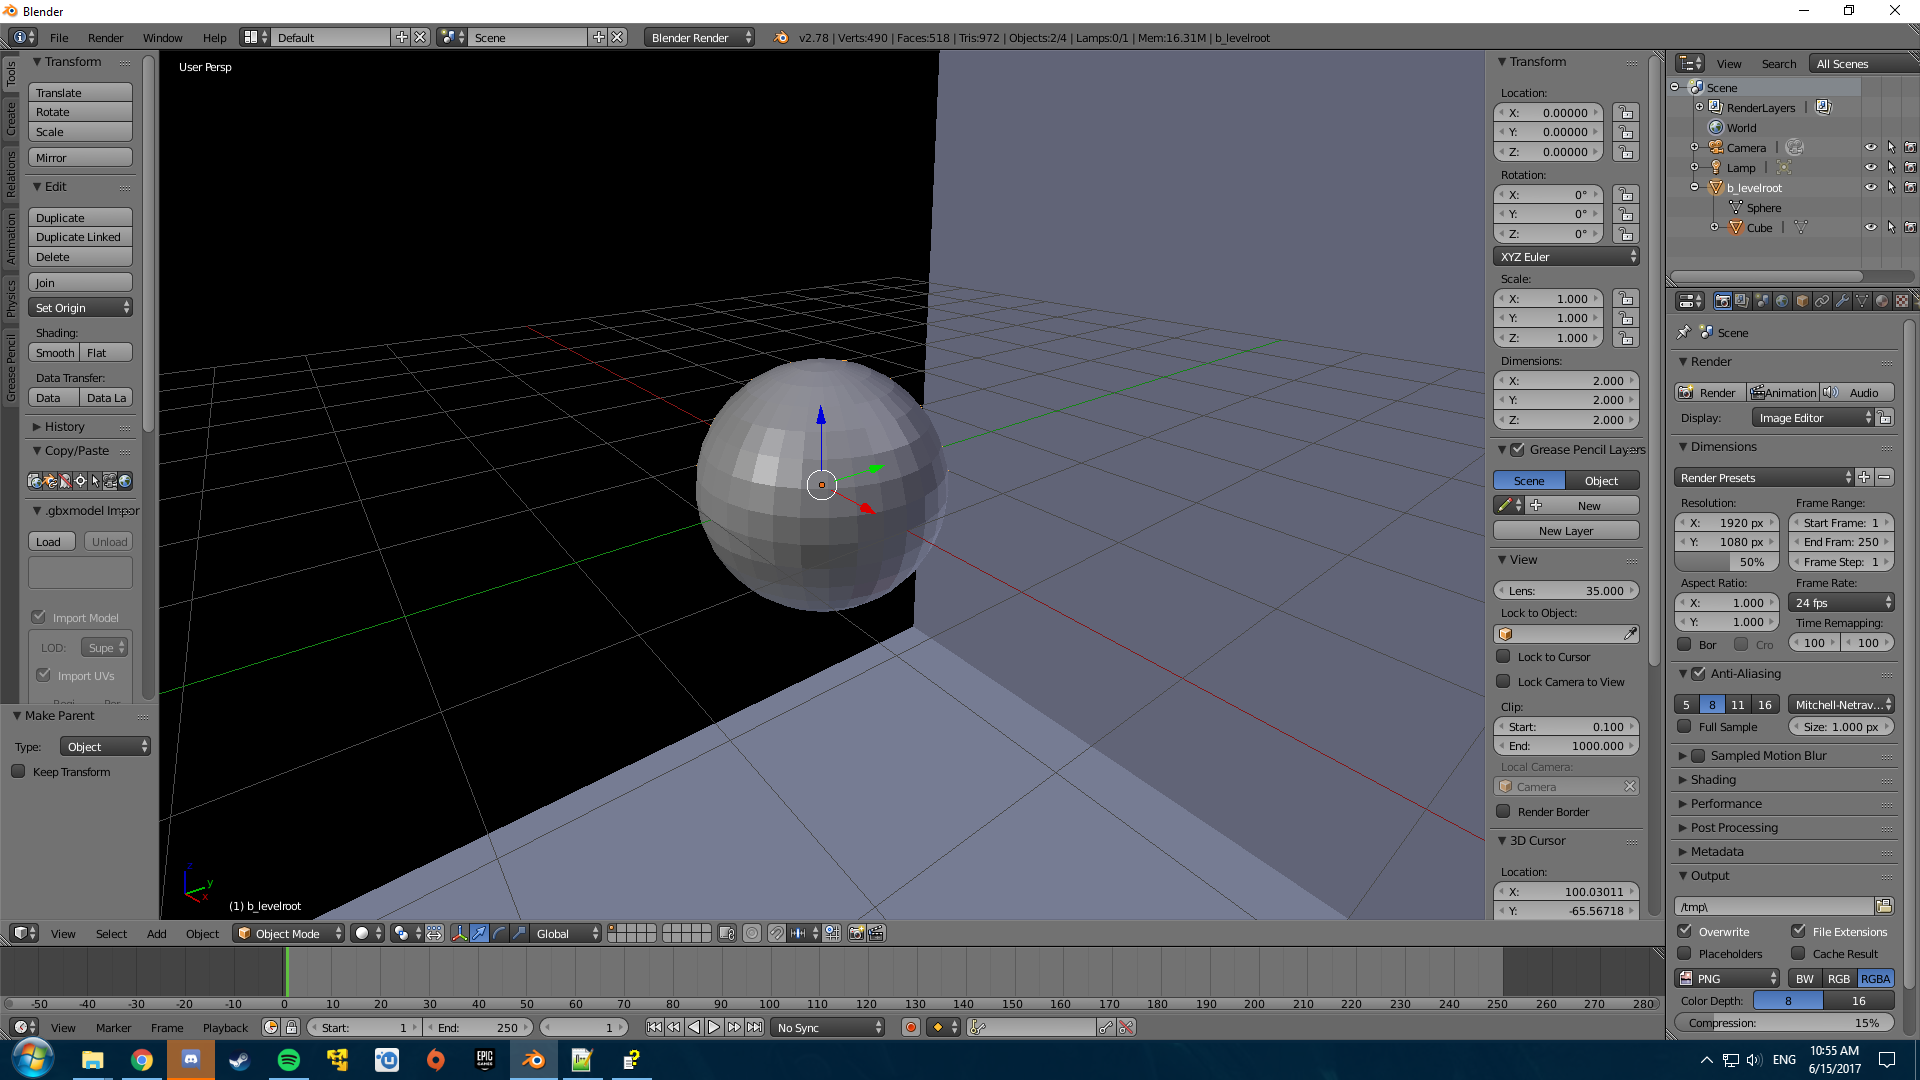 Blender
File Render Window Help Default Scene Blender Render v2.78 | Verts:490 | Faces:518 | Tris:972 | Objects:2/4 | Lamps:0/1 | Mem:16.31M | b_levelroot
Tools
Create
Relations
Animation
Physics
Grease Pencil
Transform
Translate
Rotate
Scale
Mirror
Edit
Duplicate
Duplicate Linked
Delete
Join
Set Origin
Shading:
Smooth Flat
Data Transfer:
Data Data La
History
Copy/Paste
.gbxmodel Impor
Load Unload
Import Model
LOD: Supe
Import UVs
Make Parent
Type: Object
Keep Transform
User Persp
z
y
x
(1) b_levelroot
Transform
Location:
X: 0.00000
Y: 0.00000
Z: 0.00000
Rotation:
X: 0°
Y: 0°
Z: 0°
XYZ Euler
Scale:
X: 1.000
Y: 1.000
Z: 1.000
Dimensions:
X: 2.000
Y: 2.000
Z: 2.000
Grease Pencil Layers
Scene Object
New
New Layer
View
Lens: 35.000
Lock to Object:
Lock to Cursor
Lock Camera to View
Clip:
Start: 0.100
End: 1000.000
Local Camera:
Camera
Render Border
3D Cursor
Location:
X: 100.03011
Y: -65.56718
View Search All Scenes
Scene
RenderLayers |
World
Camera |
Lamp |
b_levelroot
Sphere
Cube |
Scene
Render
Render Animation Audio
Display: Image Editor
Dimensions
Render Presets
Resolution: Frame Range:
X: 1920 px Start Frame: 1
Y: 1080 px End Fram: 250
50% Frame Step: 1
Aspect Ratio: Frame Rate:
X: 1.000 24 fps
Y: 1.000 Time Remapping:
Bor Cro 100 100
Anti-Aliasing
5 8 11 16 Mitchell-Netrav...
Full Sample Size: 1.000 px
Sampled Motion Blur
Shading
Performance
Post Processing
Metadata
Output
/tmp\
Overwrite File Extensions
Placeholders Cache Result
PNG BW RGB RGBA
Color Depth: 8 16
Compression: 15%
View Select Add Object Object Mode Global
-50 -40 -30 -20 -10 0 10 20 30 40 50 60 70 80 90 100 110 120 130 140 150 160 170 180 190 200 210 220 230 240 250 260 270 280
View Marker Frame Playback Start: 1 End: 250 1 No Sync
EPIC GAMES
ENG
10:55 AM
6/15/2017